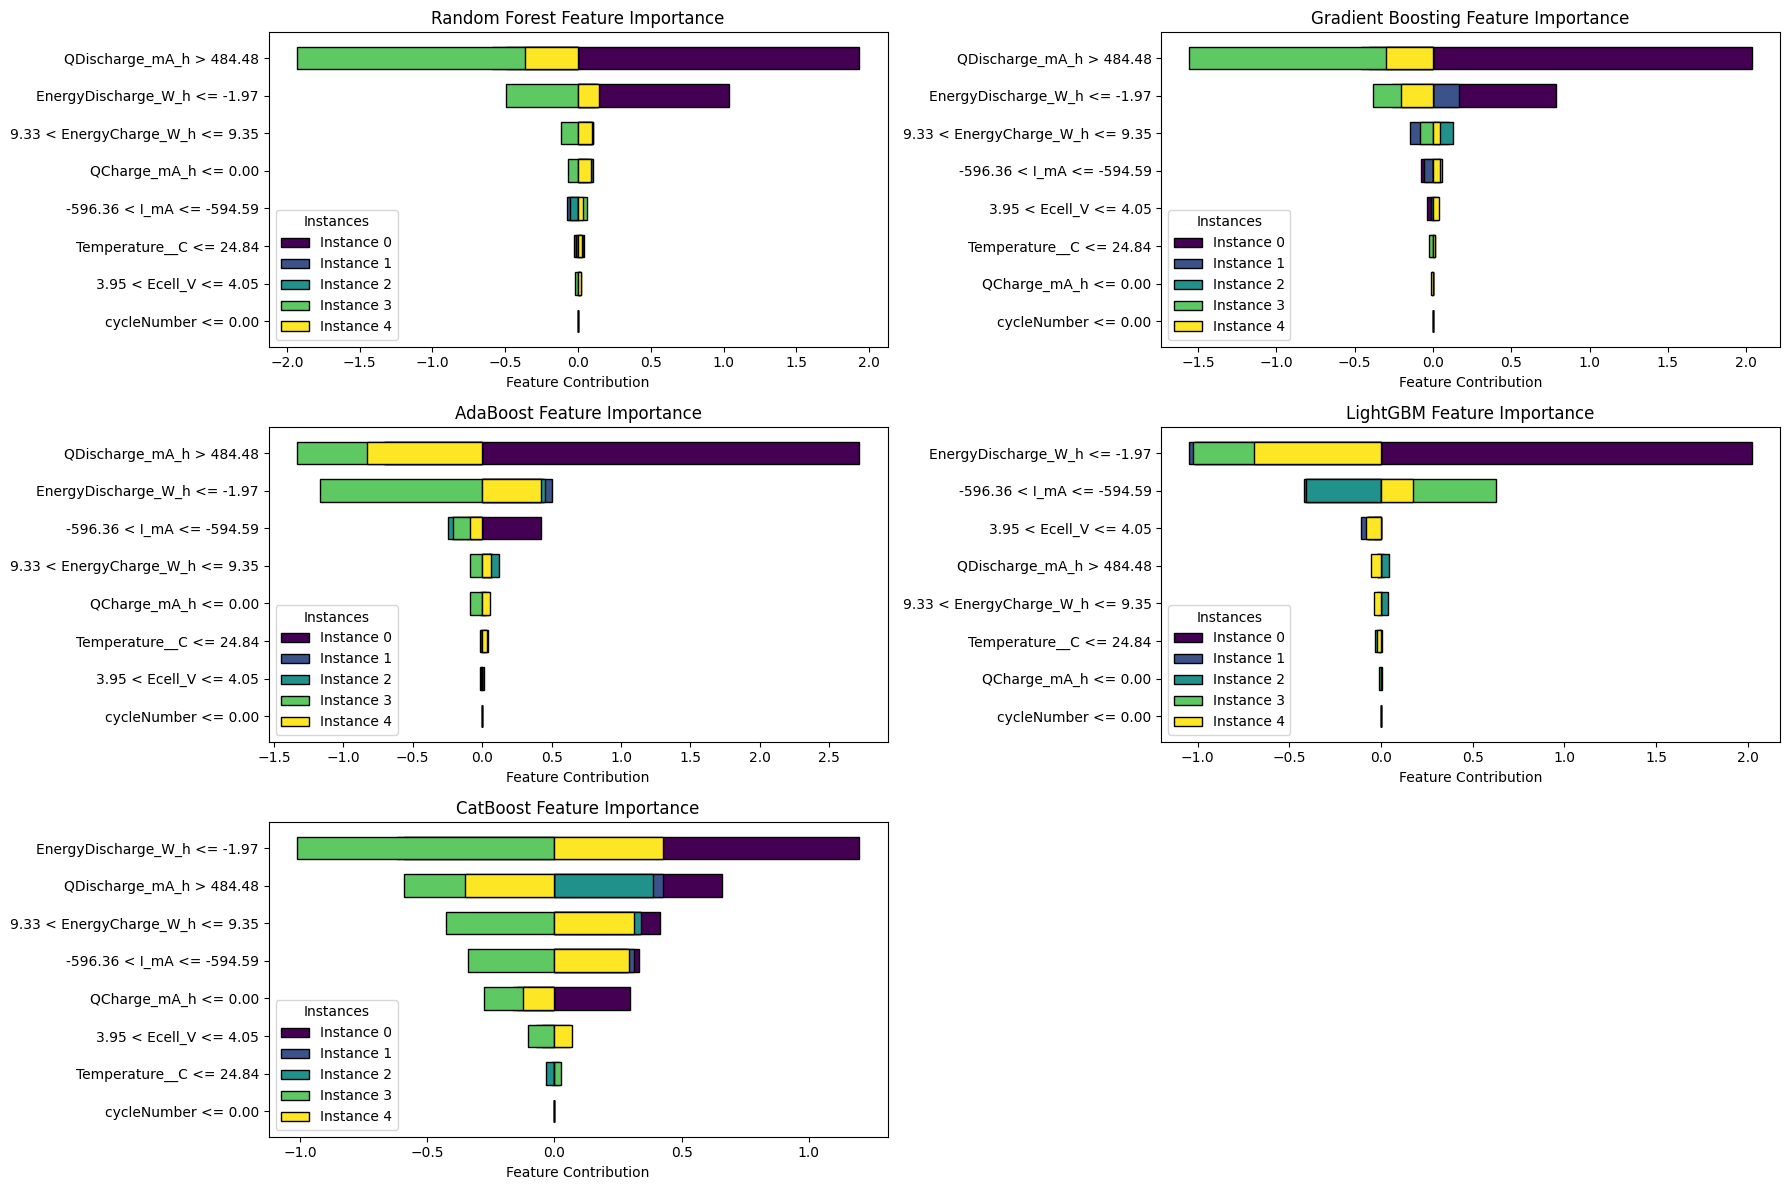 Random Forest Feature Importance
QDischarge_mA_h > 484.48
EnergyDischarge_W_h <= -1.97
9.33 < EnergyCharge_W_h <= 9.35
QCharge_mA_h <= 0.00
-596.36 < I_mA <= -594.59
Temperature__C <= 24.84
3.95 < Ecell_V <= 4.05
cycleNumber <= 0.00
Instances
Instance 0
Instance 1
Instance 2
Instance 3
Instance 4
−2.0 −1.5 −1.0 −0.5 0.0 0.5 1.0 1.5 2.0
Feature Contribution
Gradient Boosting Feature Importance
QDischarge_mA_h > 484.48
EnergyDischarge_W_h <= -1.97
9.33 < EnergyCharge_W_h <= 9.35
-596.36 < I_mA <= -594.59
3.95 < Ecell_V <= 4.05
Temperature__C <= 24.84
QCharge_mA_h <= 0.00
cycleNumber <= 0.00
Instances
Instance 0
Instance 1
Instance 2
Instance 3
Instance 4
−1.5 −1.0 −0.5 0.0 0.5 1.0 1.5 2.0
Feature Contribution
AdaBoost Feature Importance
QDischarge_mA_h > 484.48
EnergyDischarge_W_h <= -1.97
-596.36 < I_mA <= -594.59
9.33 < EnergyCharge_W_h <= 9.35
QCharge_mA_h <= 0.00
Temperature__C <= 24.84
3.95 < Ecell_V <= 4.05
cycleNumber <= 0.00
Instances
Instance 0
Instance 1
Instance 2
Instance 3
Instance 4
−1.5 −1.0 −0.5 0.0 0.5 1.0 1.5 2.0 2.5
Feature Contribution
LightGBM Feature Importance
EnergyDischarge_W_h <= -1.97
-596.36 < I_mA <= -594.59
3.95 < Ecell_V <= 4.05
QDischarge_mA_h > 484.48
9.33 < EnergyCharge_W_h <= 9.35
Temperature__C <= 24.84
QCharge_mA_h <= 0.00
cycleNumber <= 0.00
Instances
Instance 0
Instance 1
Instance 2
Instance 3
Instance 4
−1.0 −0.5 0.0 0.5 1.0 1.5 2.0
Feature Contribution
CatBoost Feature Importance
EnergyDischarge_W_h <= -1.97
QDischarge_mA_h > 484.48
9.33 < EnergyCharge_W_h <= 9.35
-596.36 < I_mA <= -594.59
QCharge_mA_h <= 0.00
3.95 < Ecell_V <= 4.05
Temperature__C <= 24.84
cycleNumber <= 0.00
Instances
Instance 0
Instance 1
Instance 2
Instance 3
Instance 4
−1.0 −0.5 0.0 0.5 1.0
Feature Contribution